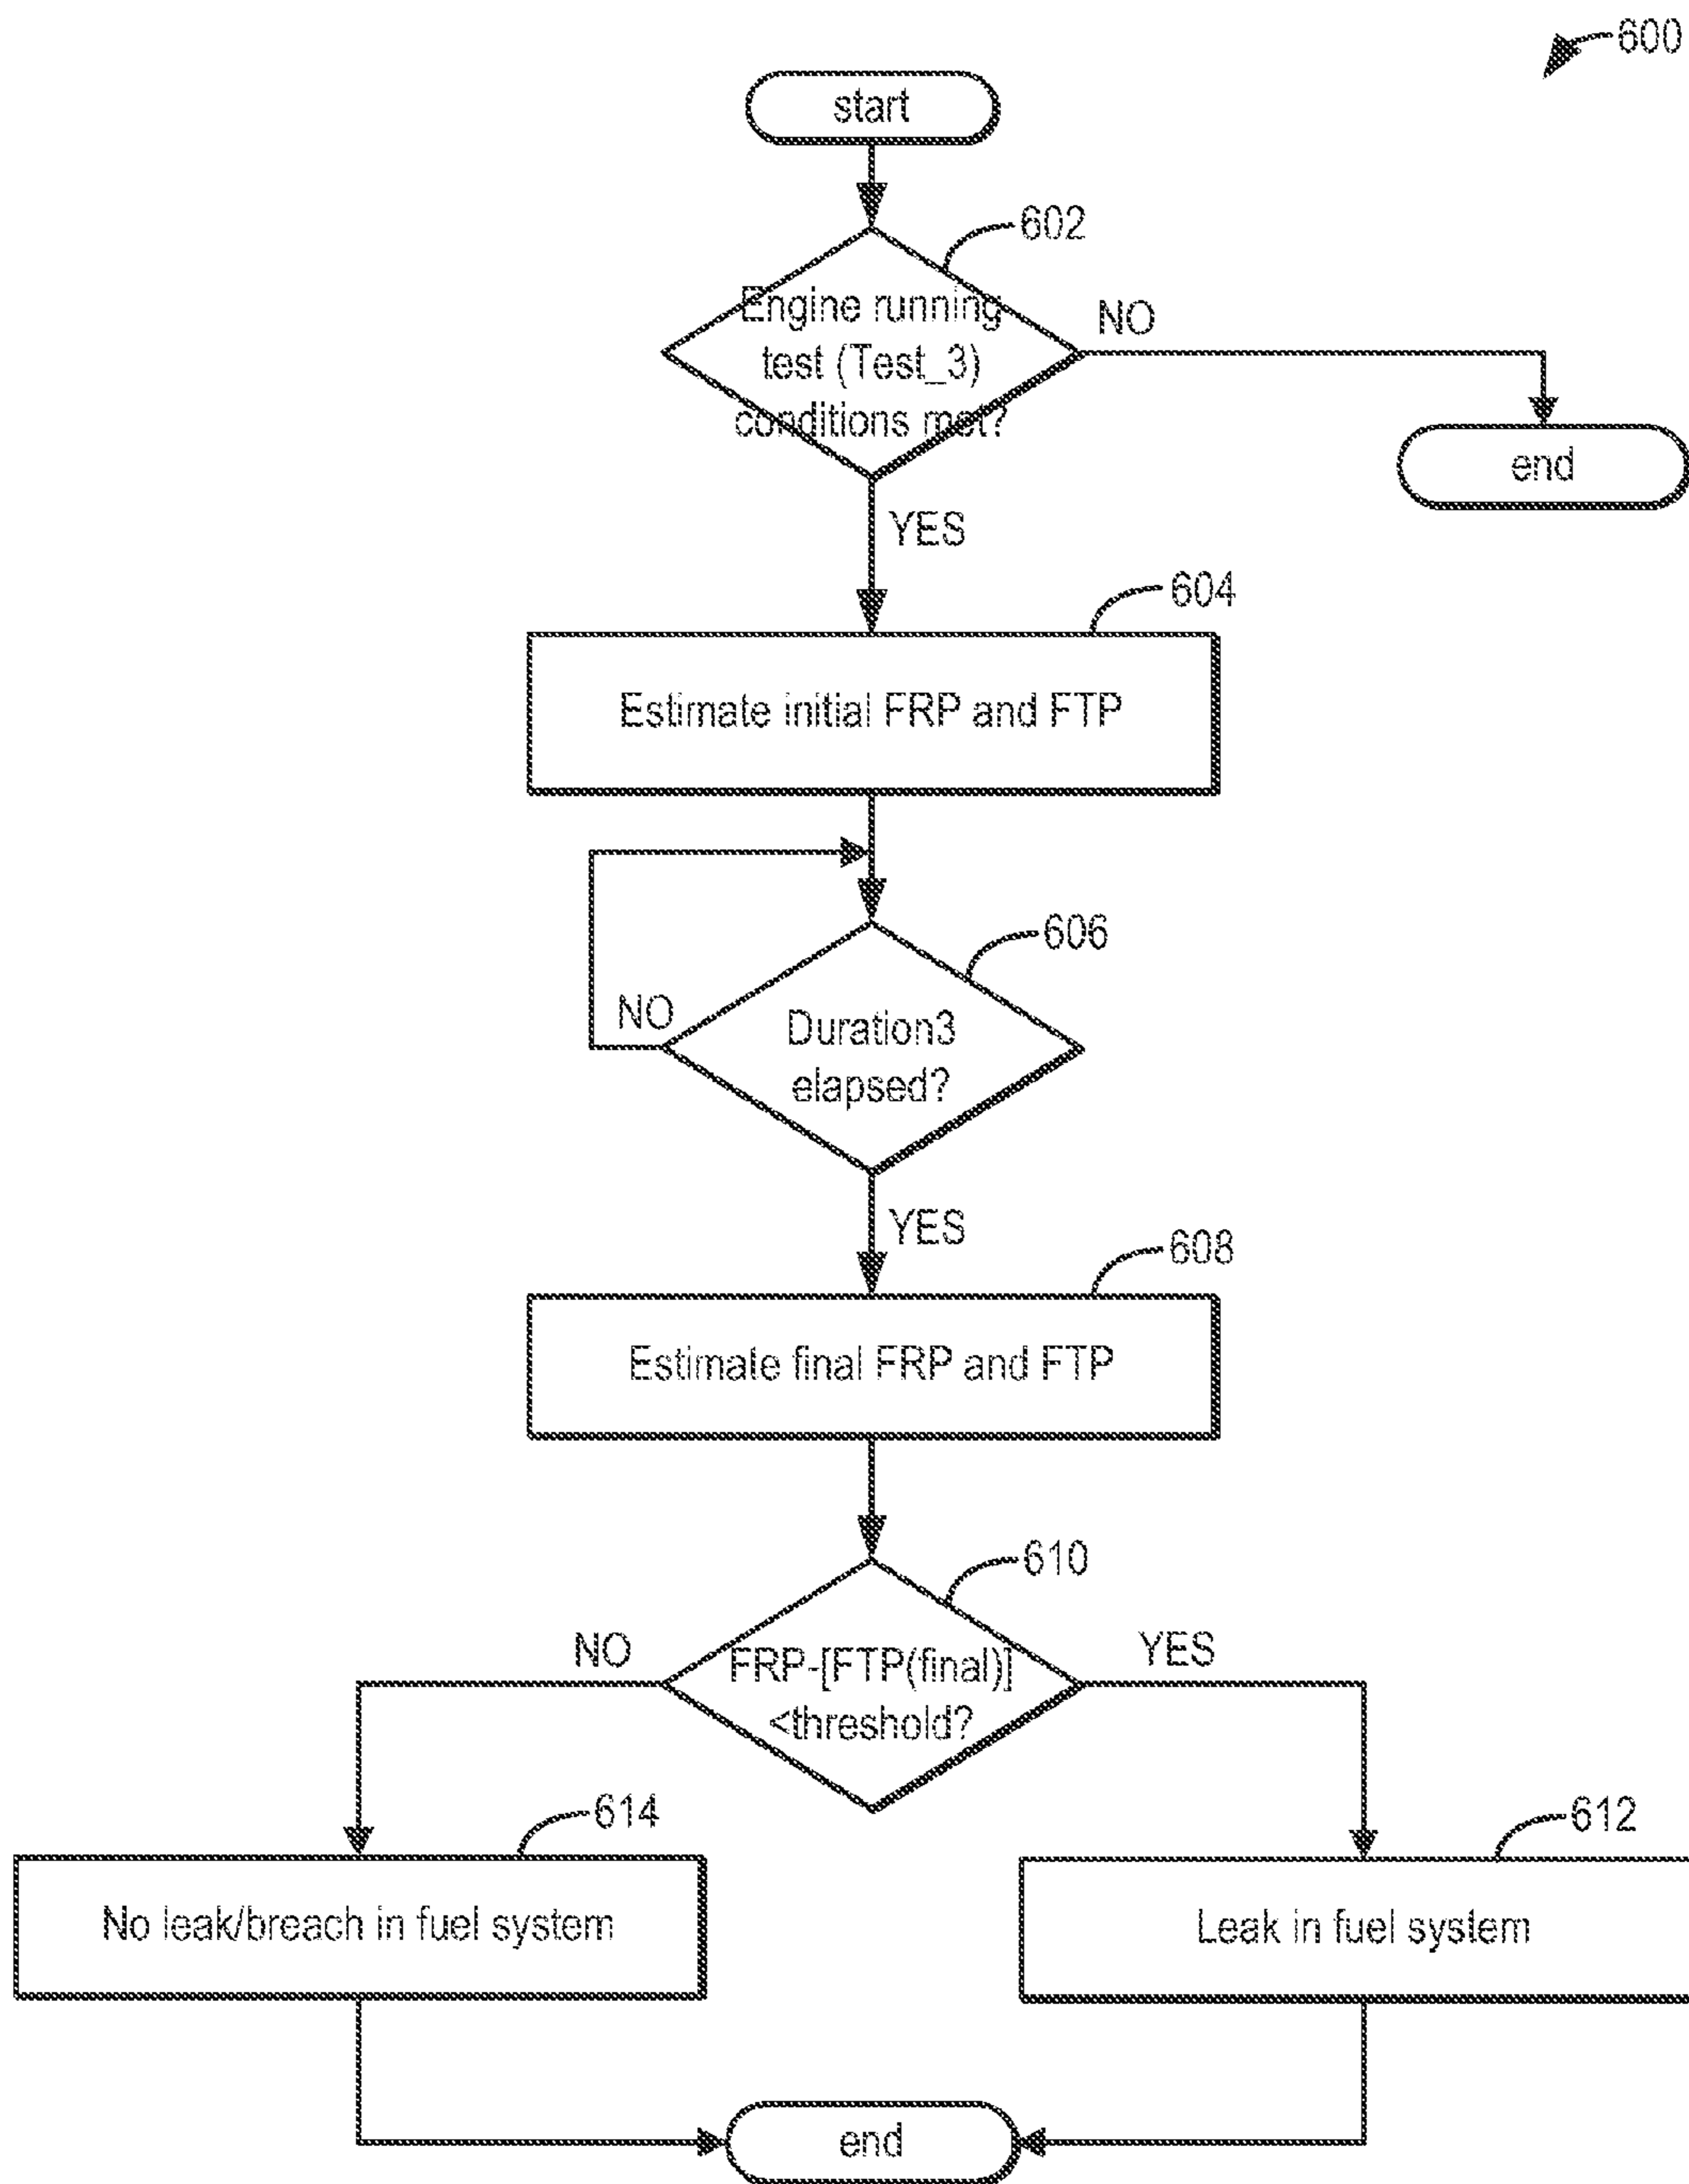 600
start
602
Engine running
test (Test_3)
conditions met?
NO
end
YES
604
Estimate initial FRP and FTP
606
NO
Duration3
elapsed?
YES
608
Estimate final FRP and FTP
610
NO
FRP-[FTP(final)]
<threshold?
YES
614
612
No leak/breach in fuel system
Leak in fuel system
end